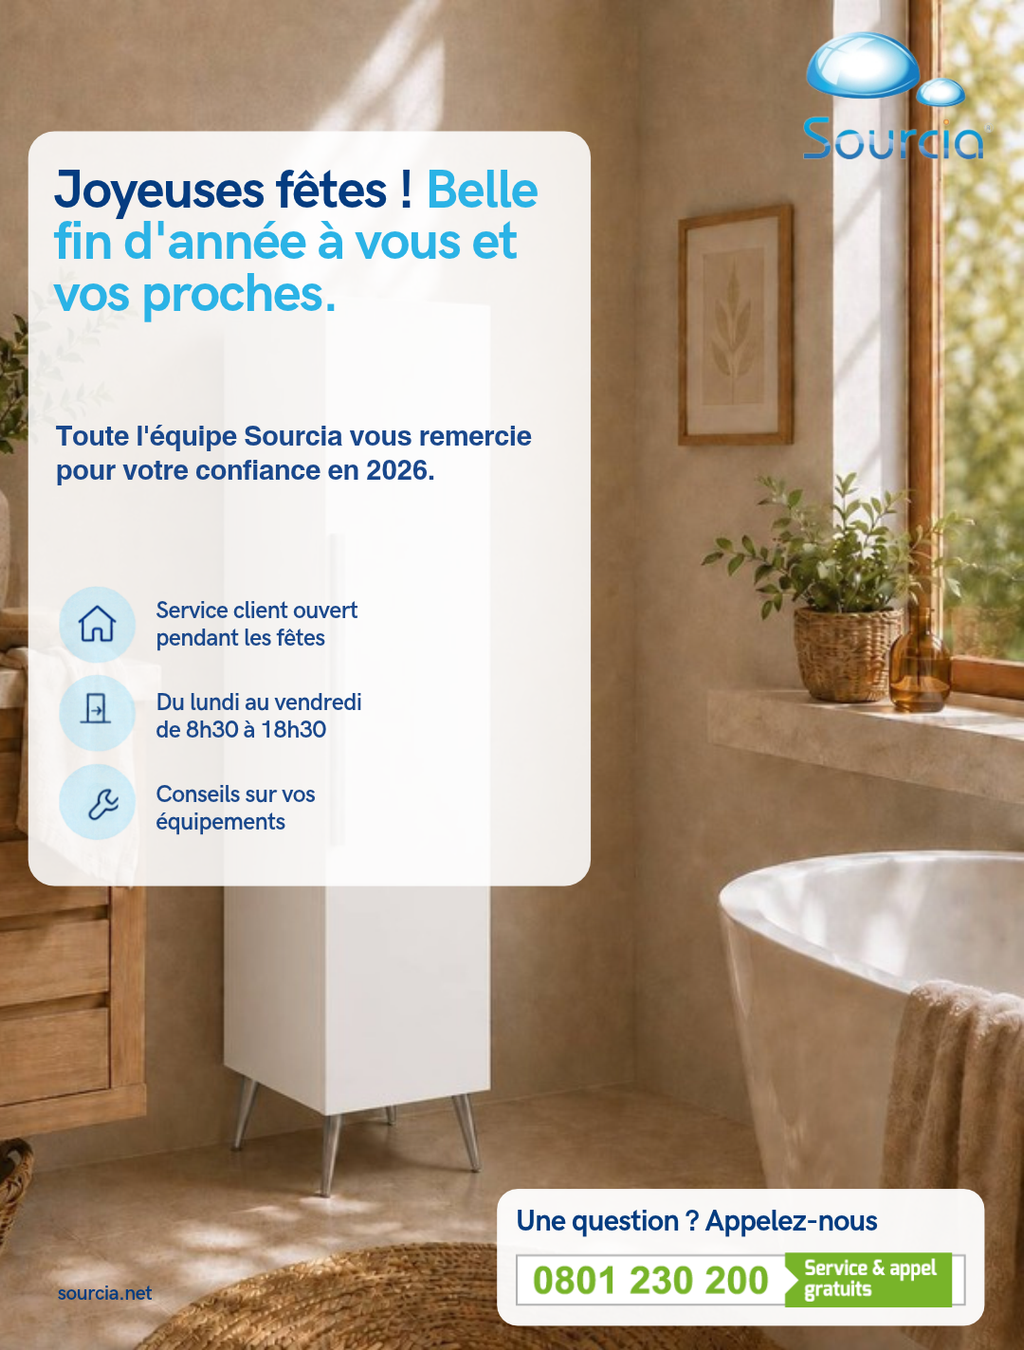 Sourcia
Joyeuses fêtes ! Belle
fin d'année à vous et
vos proches.
Toute l'équipe Sourcia vous remercie
pour votre confiance en 2026.
Service client ouvert
pendant les fêtes
Du lundi au vendredi
de 8h30 à 18h30
Conseils sur vos
équipements
Une question ? Appelez-nous
0801 230 200
Service & appel
gratuits
sourcia.net